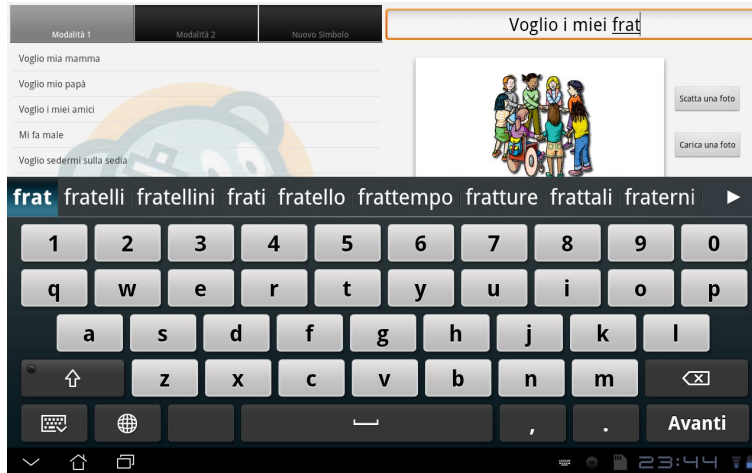 Modalità 1
Modalità 2
Nuovo Simbolo
Voglio i miei frat
Voglio mia mamma
Voglio mio papà
Voglio i miei amici
Mi fa male
Voglio sedermi sulla sedia
Scatta una foto
Carica una foto
frat fratelli fratellini frati fratello frattempo fratture frattali fraterni
1 2 3 4 5 6 7 8 9 0
q w e r t y u i o p
a s d f g h j k l
z x c v b n m
, . Avanti
23:44